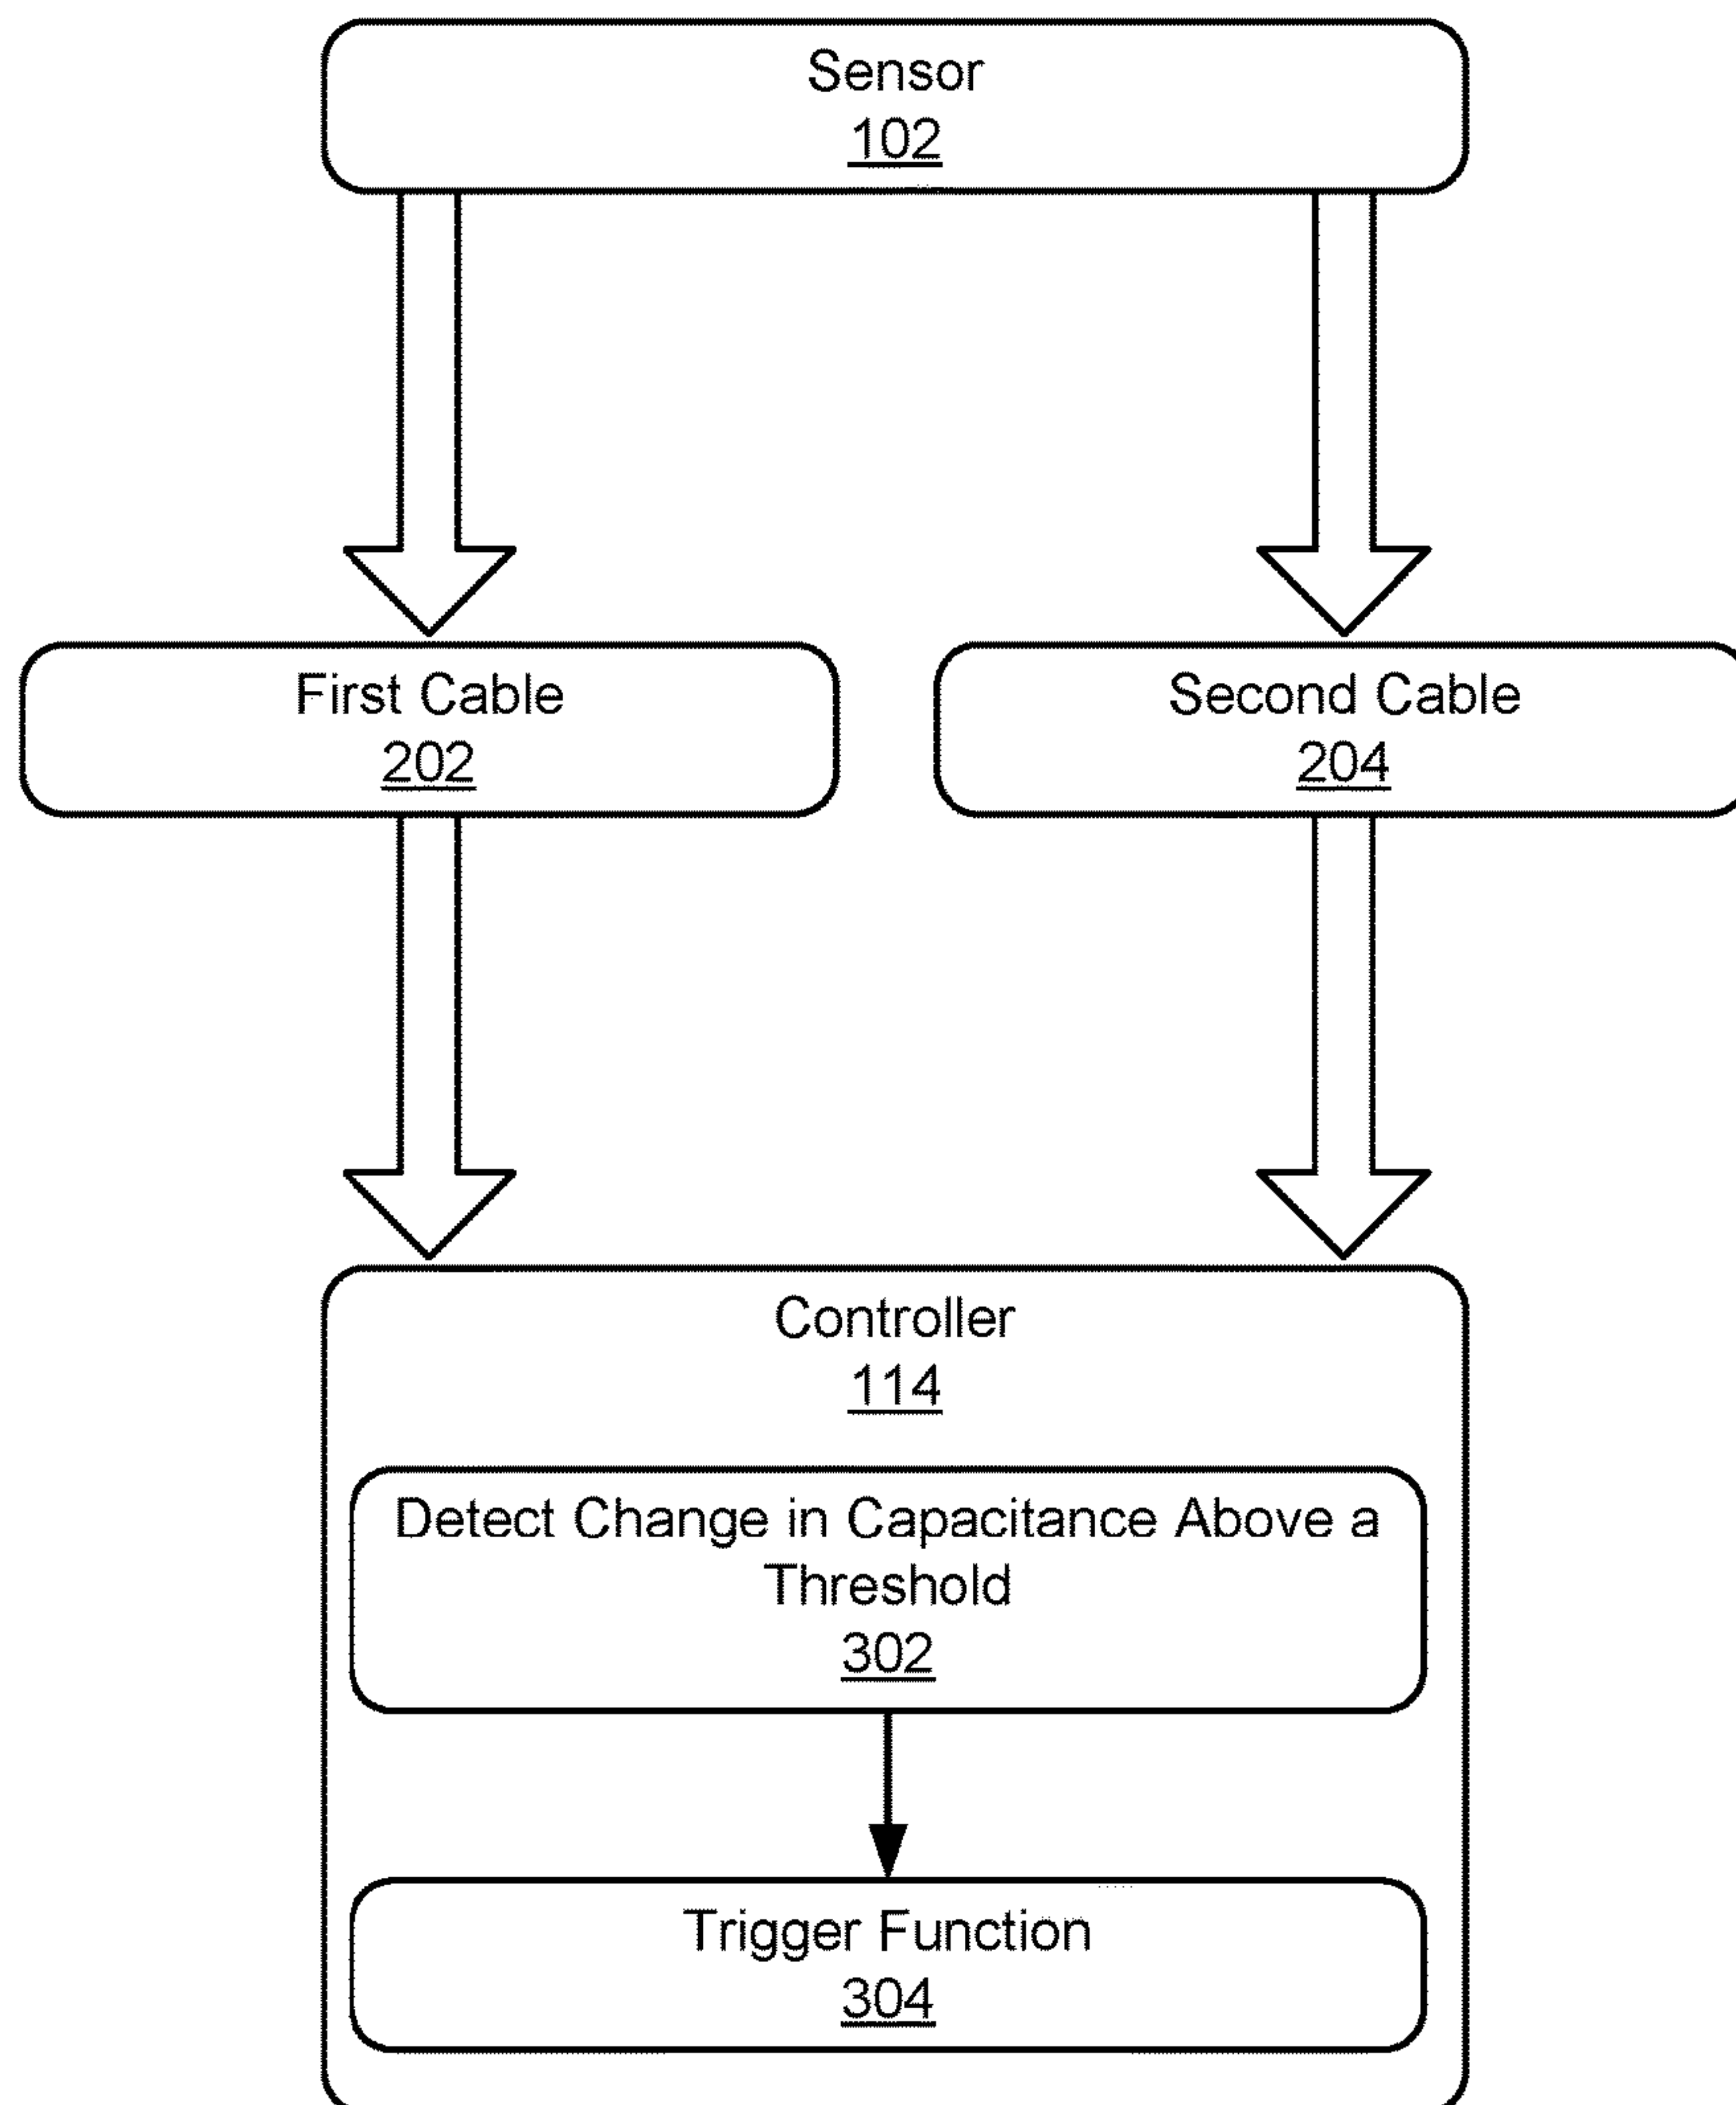 Sensor
102
First Cable
202
Second Cable
204
Controller
114
Detect Change in Capacitance Above a
Threshold
302
Trigger Function
304